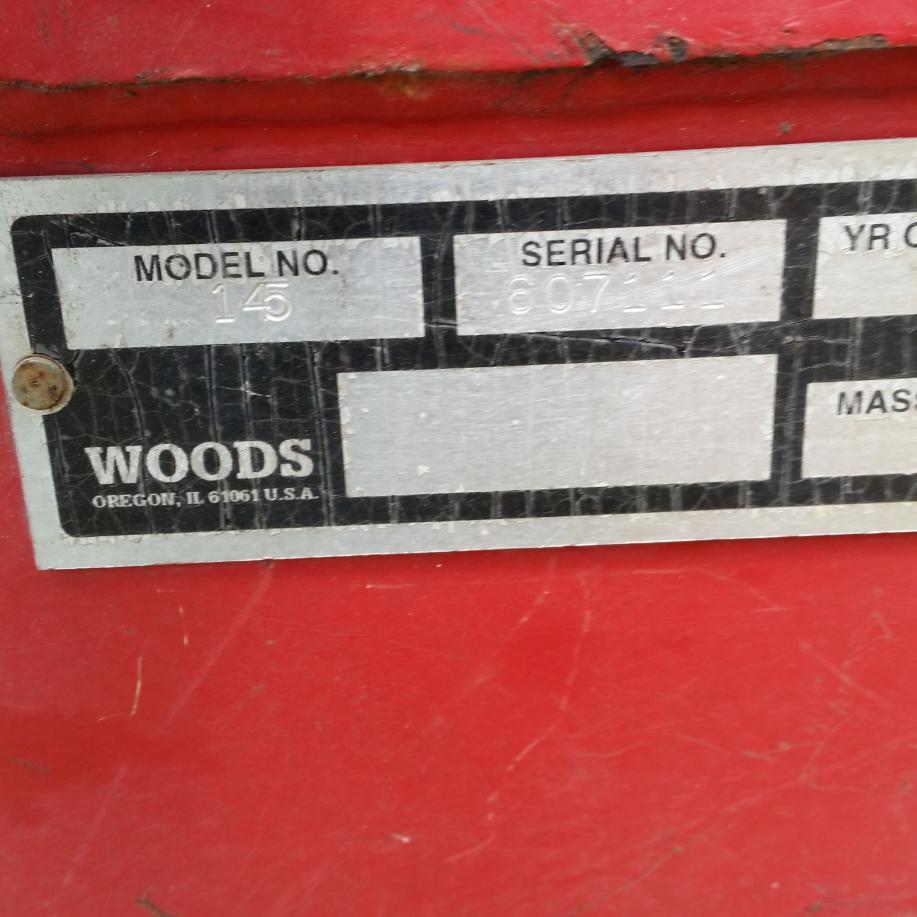 MODEL NO.
145
SERIAL NO.
607111
YR
MASS
WOODS
OREGON, IL 61061 U.S.A.